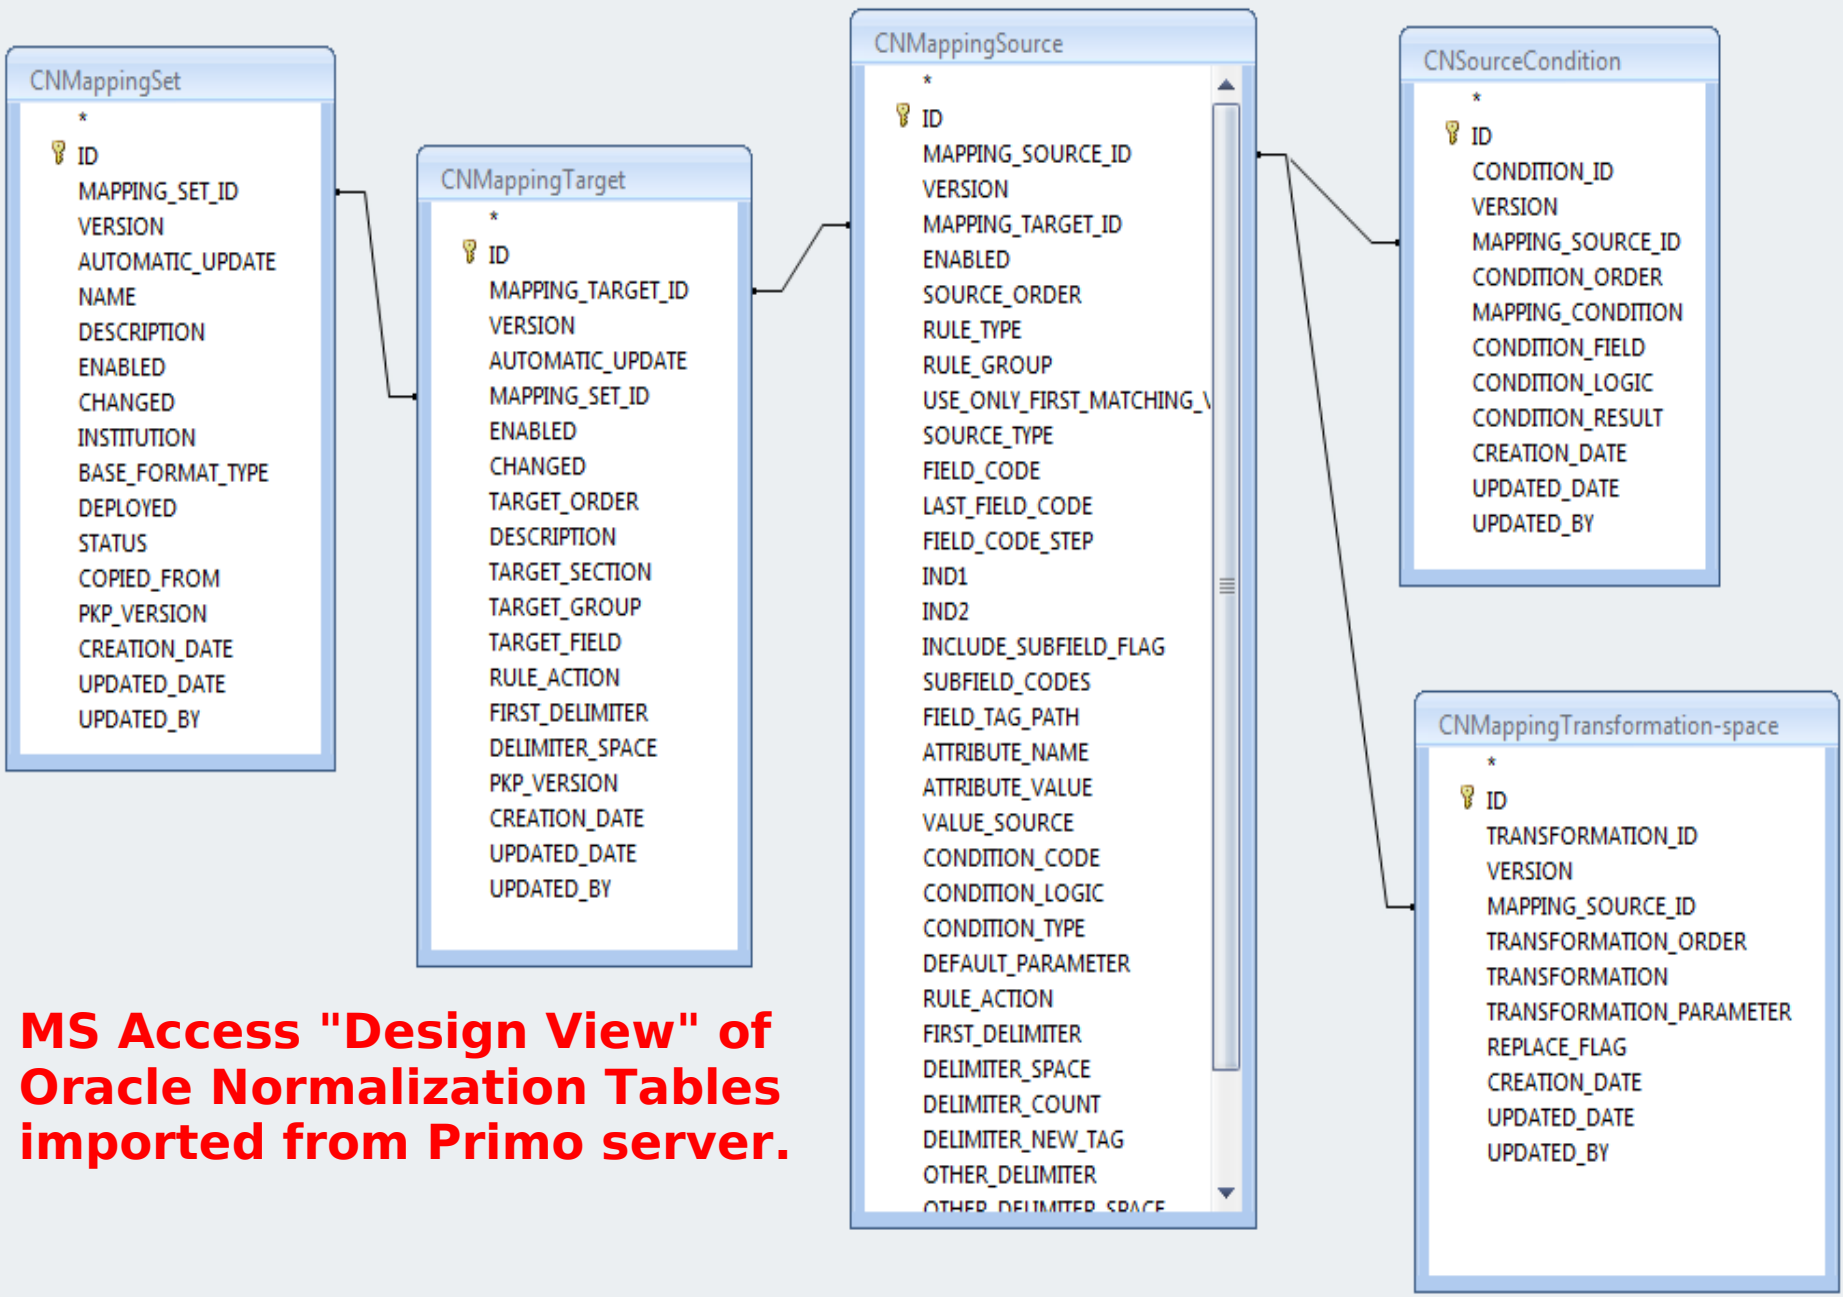 CNMappingSet
*
ID
MAPPING_SET_ID
VERSION
AUTOMATIC_UPDATE
NAME
DESCRIPTION
ENABLED
CHANGED
INSTITUTION
BASE_FORMAT_TYPE
DEPLOYED
STATUS
COPIED_FROM
PKP_VERSION
CREATION_DATE
UPDATED_DATE
UPDATED_BY
CNMappingTarget
*
ID
MAPPING_TARGET_ID
VERSION
AUTOMATIC_UPDATE
MAPPING_SET_ID
ENABLED
CHANGED
TARGET_ORDER
DESCRIPTION
TARGET_SECTION
TARGET_GROUP
TARGET_FIELD
RULE_ACTION
FIRST_DELIMITER
DELIMITER_SPACE
PKP_VERSION
CREATION_DATE
UPDATED_DATE
UPDATED_BY
CNMappingSource
*
ID
MAPPING_SOURCE_ID
VERSION
MAPPING_TARGET_ID
ENABLED
SOURCE_ORDER
RULE_TYPE
RULE_GROUP
USE_ONLY_FIRST_MATCHING_
SOURCE_TYPE
FIELD_CODE
LAST_FIELD_CODE
FIELD_CODE_STEP
IND1
IND2
INCLUDE_SUBFIELD_FLAG
SUBFIELD_CODES
FIELD_TAG_PATH
ATTRIBUTE_NAME
ATTRIBUTE_VALUE
VALUE_SOURCE
CONDITION_CODE
CONDITION_LOGIC
CONDITION_TYPE
DEFAULT_PARAMETER
RULE_ACTION
FIRST_DELIMITER
DELIMITER_SPACE
DELIMITER_COUNT
DELIMITER_NEW_TAG
OTHER_DELIMITER
OTHER_DELIMITER_SPACE
CNSourceCondition
*
ID
CONDITION_ID
VERSION
MAPPING_SOURCE_ID
CONDITION_ORDER
MAPPING_CONDITION
CONDITION_FIELD
CONDITION_LOGIC
CONDITION_RESULT
CREATION_DATE
UPDATED_DATE
UPDATED_BY
CNMappingTransformation-space
*
ID
TRANSFORMATION_ID
VERSION
MAPPING_SOURCE_ID
TRANSFORMATION_ORDER
TRANSFORMATION
TRANSFORMATION_PARAMETER
REPLACE_FLAG
CREATION_DATE
UPDATED_DATE
UPDATED_BY
MS Access "Design View" of
Oracle Normalization Tables
imported from Primo server.